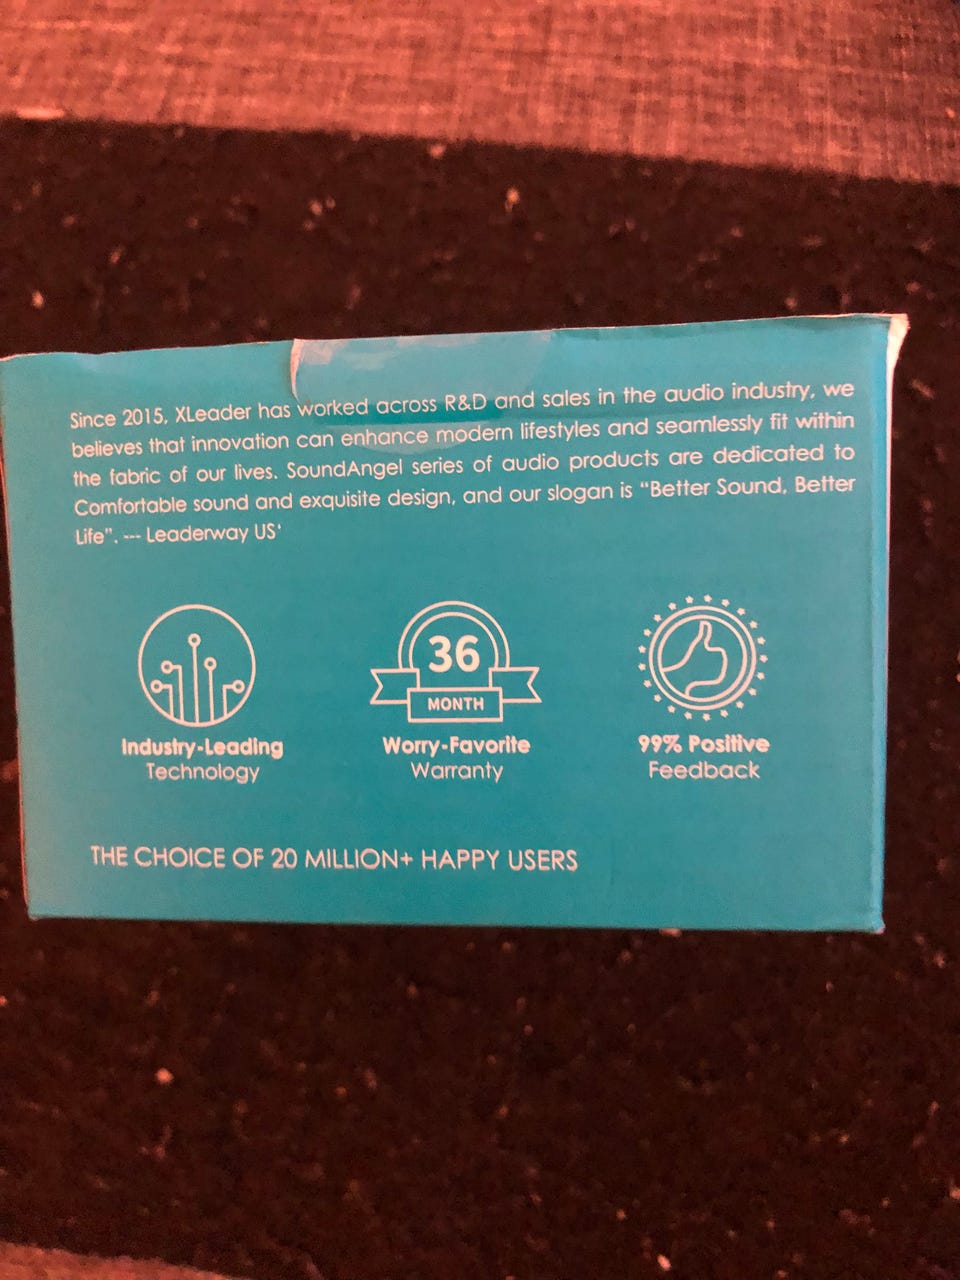 Since 2015, XLeader has worked across R&D and sales in the audio industry, we
believes that innovation can enhance modern lifestyles and seamlessly fit within
the fabric of our lives. SoundAngel series of audio products are dedicated to
Comfortable sound and exquisite design, and our slogan is “Better Sound, Better
Life”. --- Leaderway US'
36
MONTH
Industry-Leading
Technology
Worry-Favorite
Warranty
99% Positive
Feedback
THE CHOICE OF 20 MILLION+ HAPPY USERS